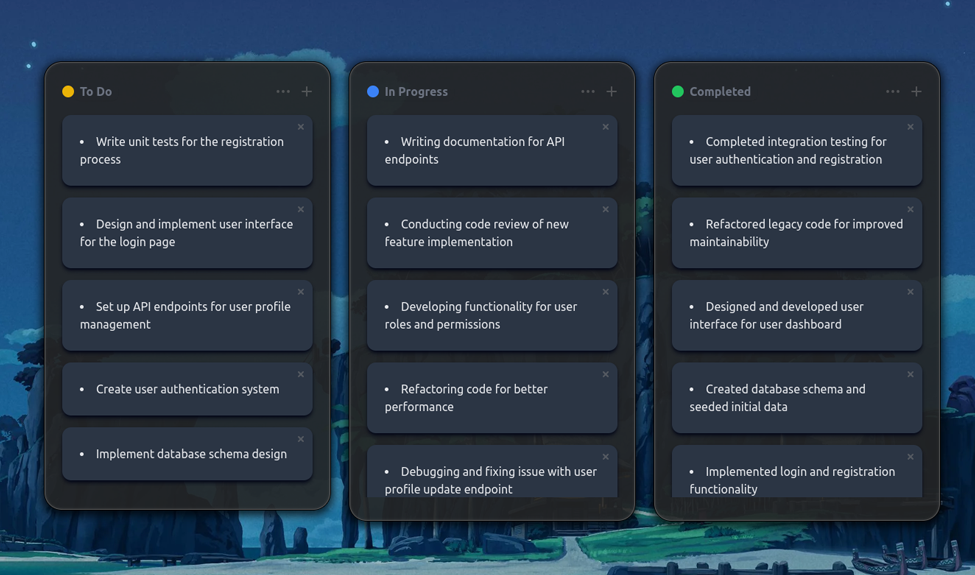 To Do
• Write unit tests for the registration
process
• Design and implement user interface
for the login page
• Set up API endpoints for user profile
management
• Create user authentication system
• Implement database schema design
In Progress
• Writing documentation for API
endpoints
• Conducting code review of new
feature implementation
• Developing functionality for user
roles and permissions
• Refactoring code for better
performance
• Debugging and fixing issue with user
profile update endpoint
Completed
• Completed integration testing for
user authentication and registration
• Refactored legacy code for improved
maintainability
• Designed and developed user
interface for user dashboard
• Created database schema and
seeded initial data
• Implemented login and registration
functionality